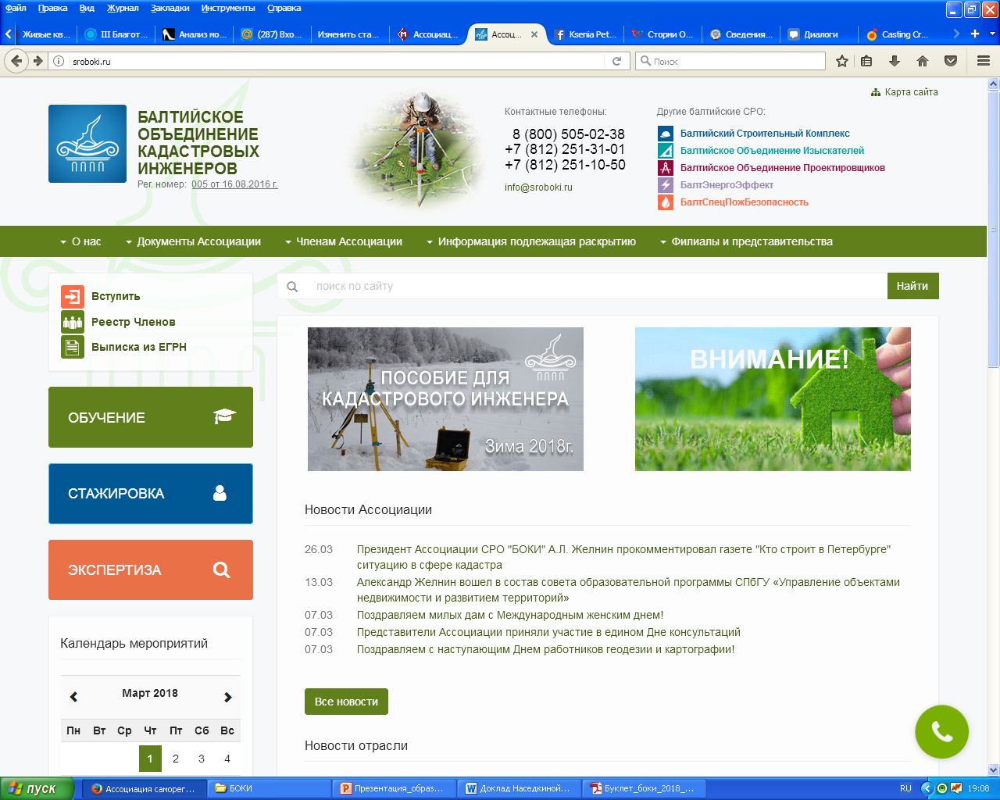 Файл Правка Вид Журнал Закладки Инструменты Справка
Живые кв... III Благот... Анализ мо... (287) Вхо... Изменить ста... Ассоциац... Ассоц... Ksenia Pet... Сторми О... Сведения... Диалоги Casting Cr...
sroboki.ru Поиск
Карта сайта
БАЛТИЙСКОЕ
ОБЪЕДИНЕНИЕ
КАДАСТРОВЫХ
ИНЖЕНЕРОВ
Рег. номер: 005 от 16.08.2016 г.
Контактные телефоны:
8 (800) 505-02-38
+7 (812) 251-31-01
+7 (812) 251-10-50
info@sroboki.ru
Другие балтийские СРО:
Балтийский Строительный Комплекс
Балтийское Объединение Изыскателей
Балтийское Объединение Проектировщиков
БалтЭнергоЭффект
БалтСпецПожБезопасность
О нас Документы Ассоциации Членам Ассоциации Информация подлежащая раскрытию Филиалы и представительства
Вступить
Реестр Членов
Выписка из ЕГРН
ОБУЧЕНИЕ
СТАЖИРОВКА
ЭКСПЕРТИЗА
Календарь мероприятий
Март 2018
Пн Вт Ср Чт Пт Сб Вс
1 2 3 4
поиск по сайту Найти
ПОСОБИЕ ДЛЯ
КАДАСТРОВОГО ИНЖЕНЕРА
Зима 2018г.
ВНИМАНИЕ!
Новости Ассоциации
26.03 Президент Ассоциации СРО "БОКИ" А.Л. Желнин прокомментировал газете "Кто строит в Петербурге"
ситуацию в сфере кадастра
13.03 Александр Желнин вошел в состав совета образовательной программы СПбГУ «Управление объектами
недвижимости и развитием территорий»
07.03 Поздравляем милых дам с Международным женским днем!
07.03 Представители Ассоциации приняли участие в едином Дне консультаций
07.03 Поздравляем с наступающим Днем работников геодезии и картографии!
Все новости
Новости отрасли
пуск Ассоциация саморег... БОКИ Презентация_образ... Доклад Наседкиной... Буклет_боки_2018_... RU 19:08